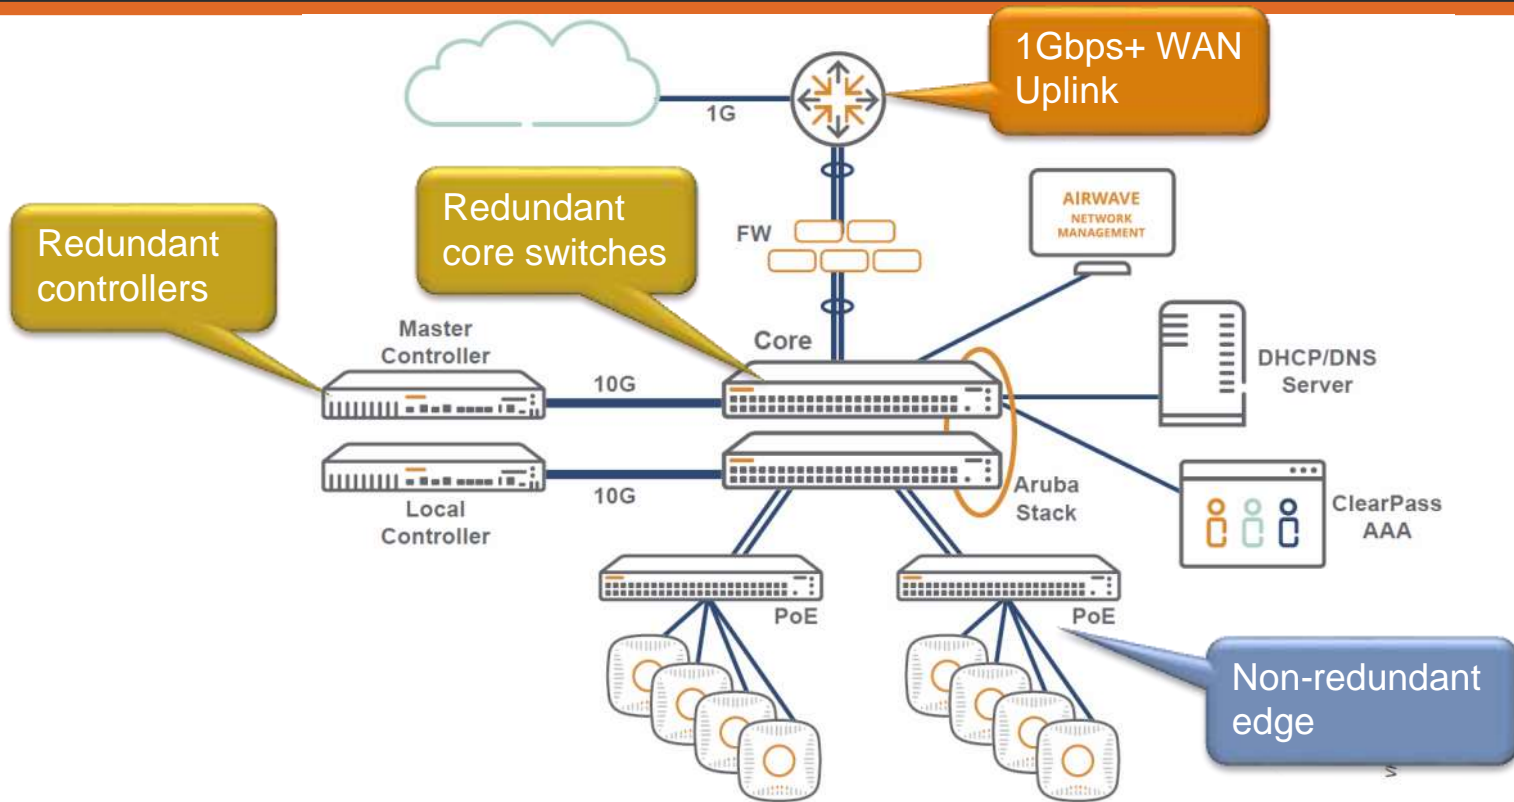 1Gbps+ WAN
Uplink
1G
Redundant
core switches
AIRWAVE
NETWORK
MANAGEMENT
FW
Redundant
controllers
Master
Controller
Core
10G
DHCP/DNS
Server
10G
Local
Controller
Aruba
Stack
ClearPass
AAA
PoE
PoE
Non-redundant
edge